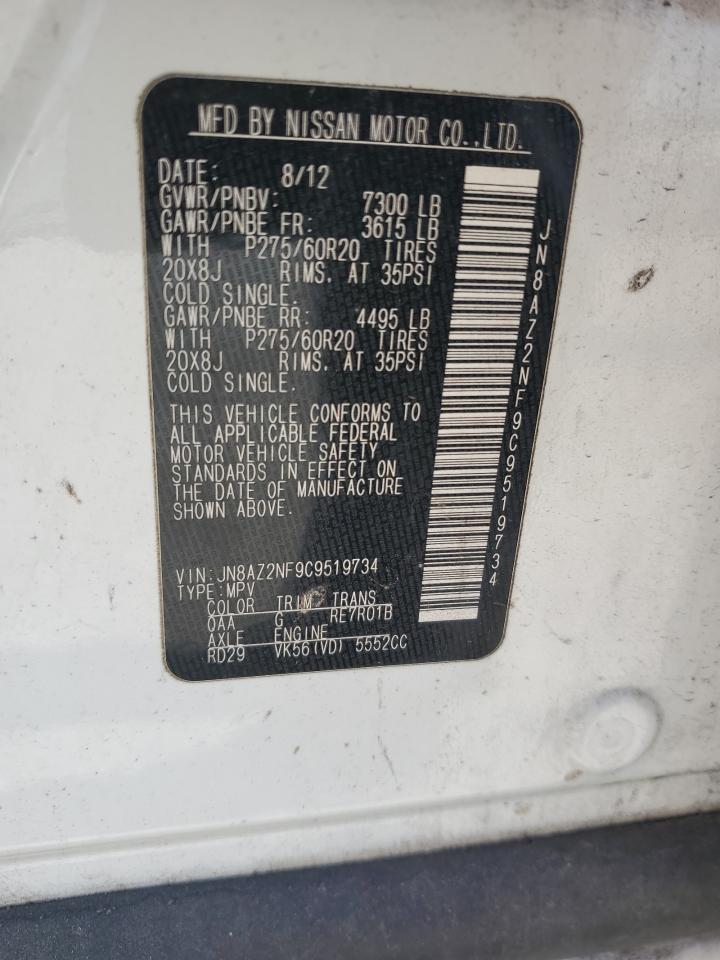 MFD BY NISSAN MOTOR CO.,LTD.
DATE: 8/12
GVWR/PNBV: 7300 LB
GAWR/PNBE FR: 3615 LB
WITH P275/60R20 TIRES
20X8J RIMS. AT 35PSI
COLD SINGLE.
GAWR/PNBE RR: 4495 LB
WITH P275/60R20 TIRES
20X8J RIMS. AT 35PSI
COLD SINGLE.
THIS VEHICLE CONFORMS TO
ALL APPLICABLE FEDERAL
MOTOR VEHICLE SAFETY
STANDARDS IN EFFECT ON
THE DATE OF MANUFACTURE
SHOWN ABOVE.
VIN: JN8AZ2NF9C9519734
TYPE: MPV
COLOR TRIM TRANS
QAA G RE7R01B
AXLE ENGINE
RD29 VK56(VD) 5552CC
JN8AZ2NF9C9519734